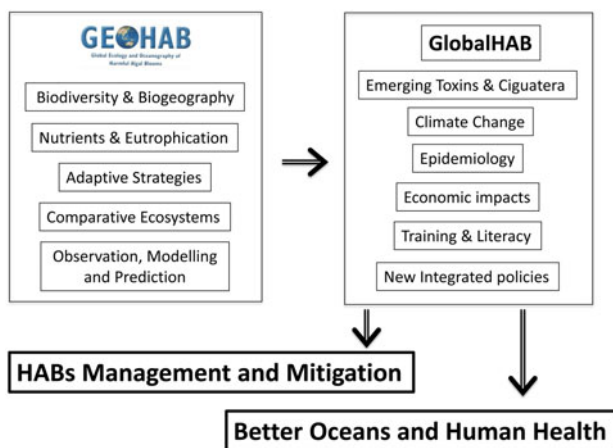 GEOHAB
Global Ecology and Oceanography of
Harmful Algal Blooms
Biodiversity & Biogeography
Nutrients & Eutrophication
Adaptive Strategies
Comparative Ecosystems
Observation, Modelling
and Prediction
GlobalHAB
Emerging Toxins & Ciguatera
Climate Change
Epidemiology
Economic impacts
Training & Literacy
New Integrated policies
HABs Management and Mitigation
Better Oceans and Human Health